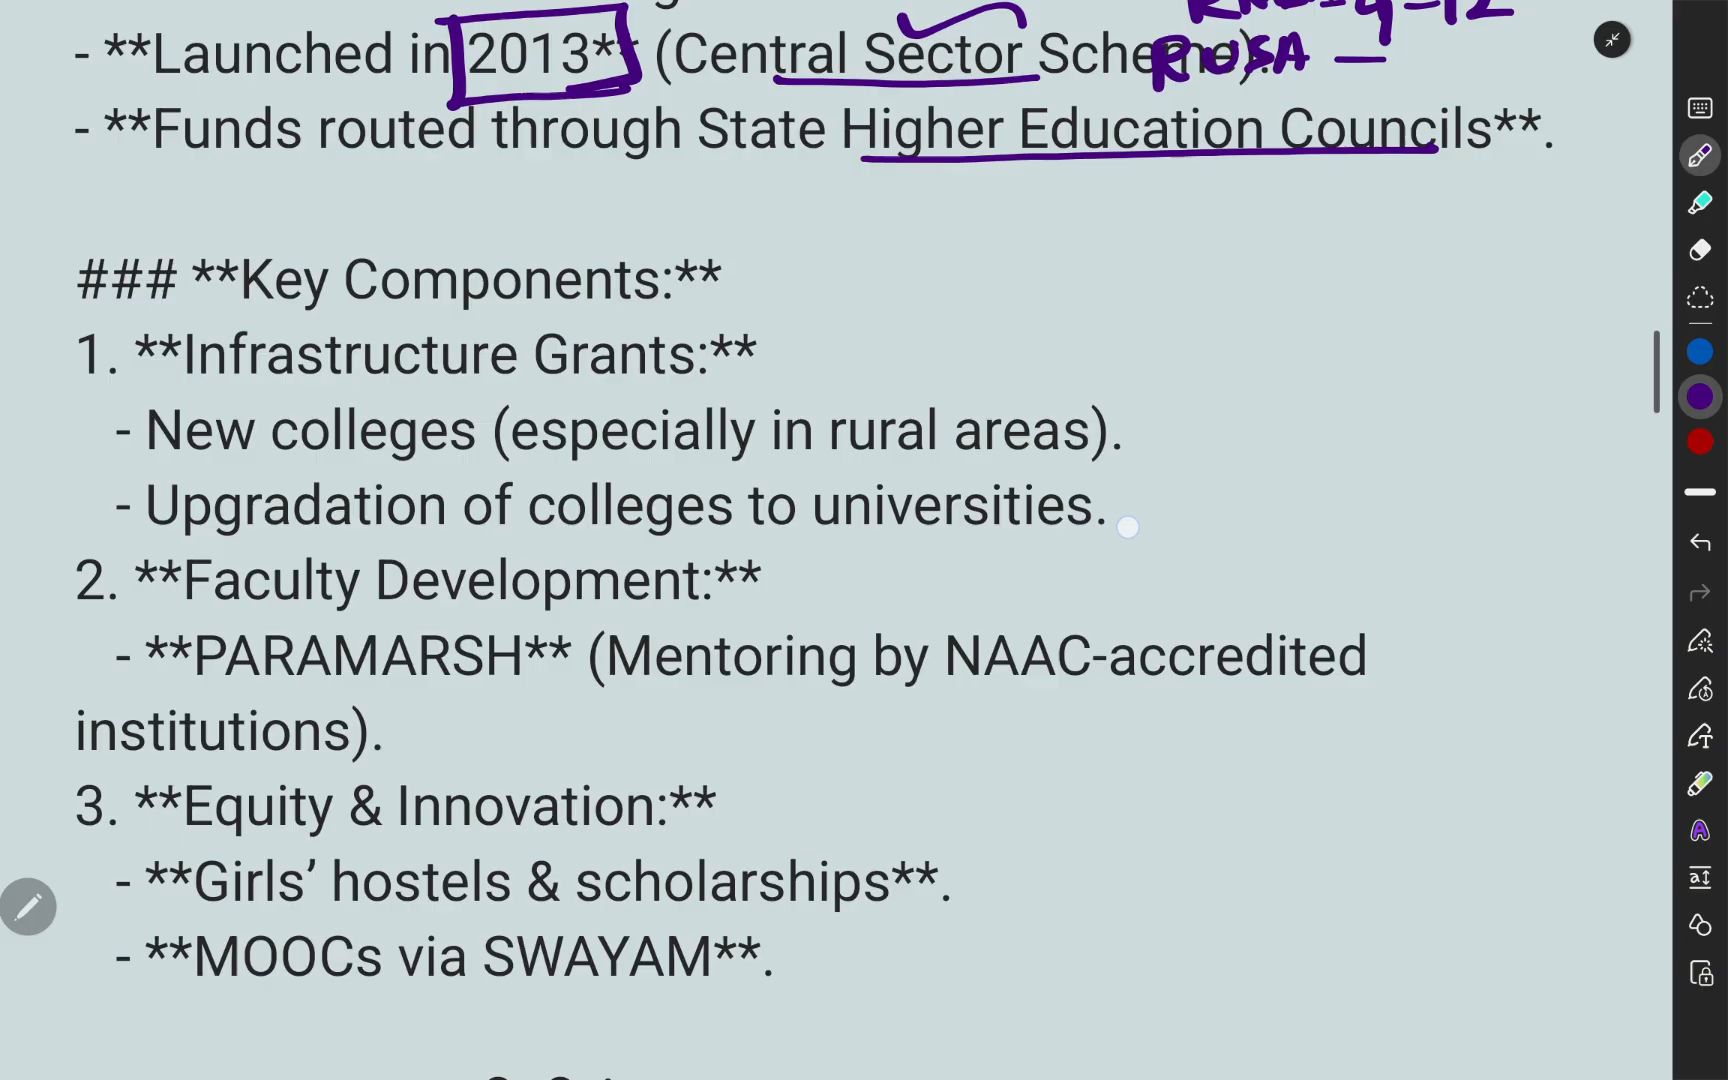 - **Launched in 2013** (Central Sector Scheme).
RUSA —
- **Funds routed through State Higher Education Councils**.
### **Key Components:**
1. **Infrastructure Grants:**
- New colleges (especially in rural areas).
- Upgradation of colleges to universities.
2. **Faculty Development:**
- **PARAMARSH** (Mentoring by NAAC-accredited
institutions).
3. **Equity & Innovation:**
- **Girls’ hostels & scholarships**.
- **MOOCs via SWAYAM**.